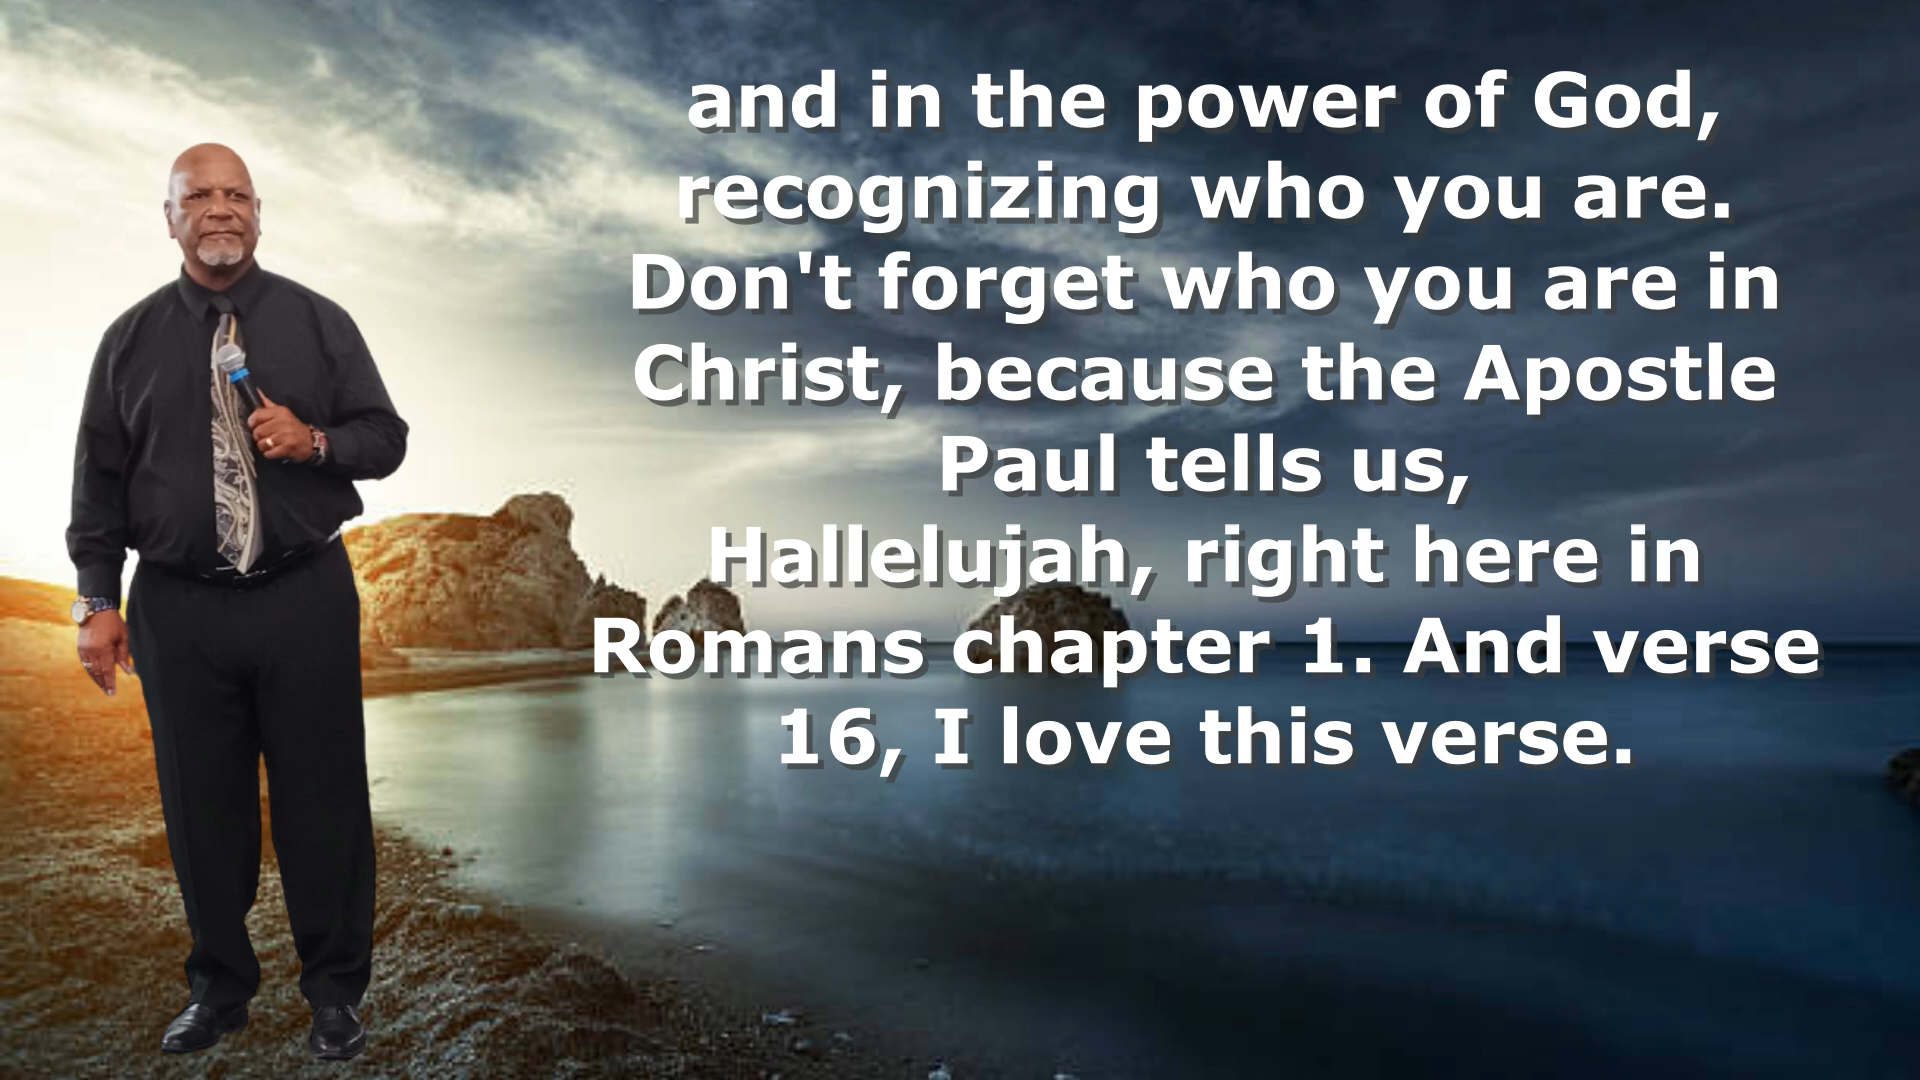 and in the power of God,
recognizing who you are.
Don't forget who you are in
Christ, because the Apostle
Paul tells us,
Hallelujah, right here in
Romans chapter 1. And verse
16, I love this verse.